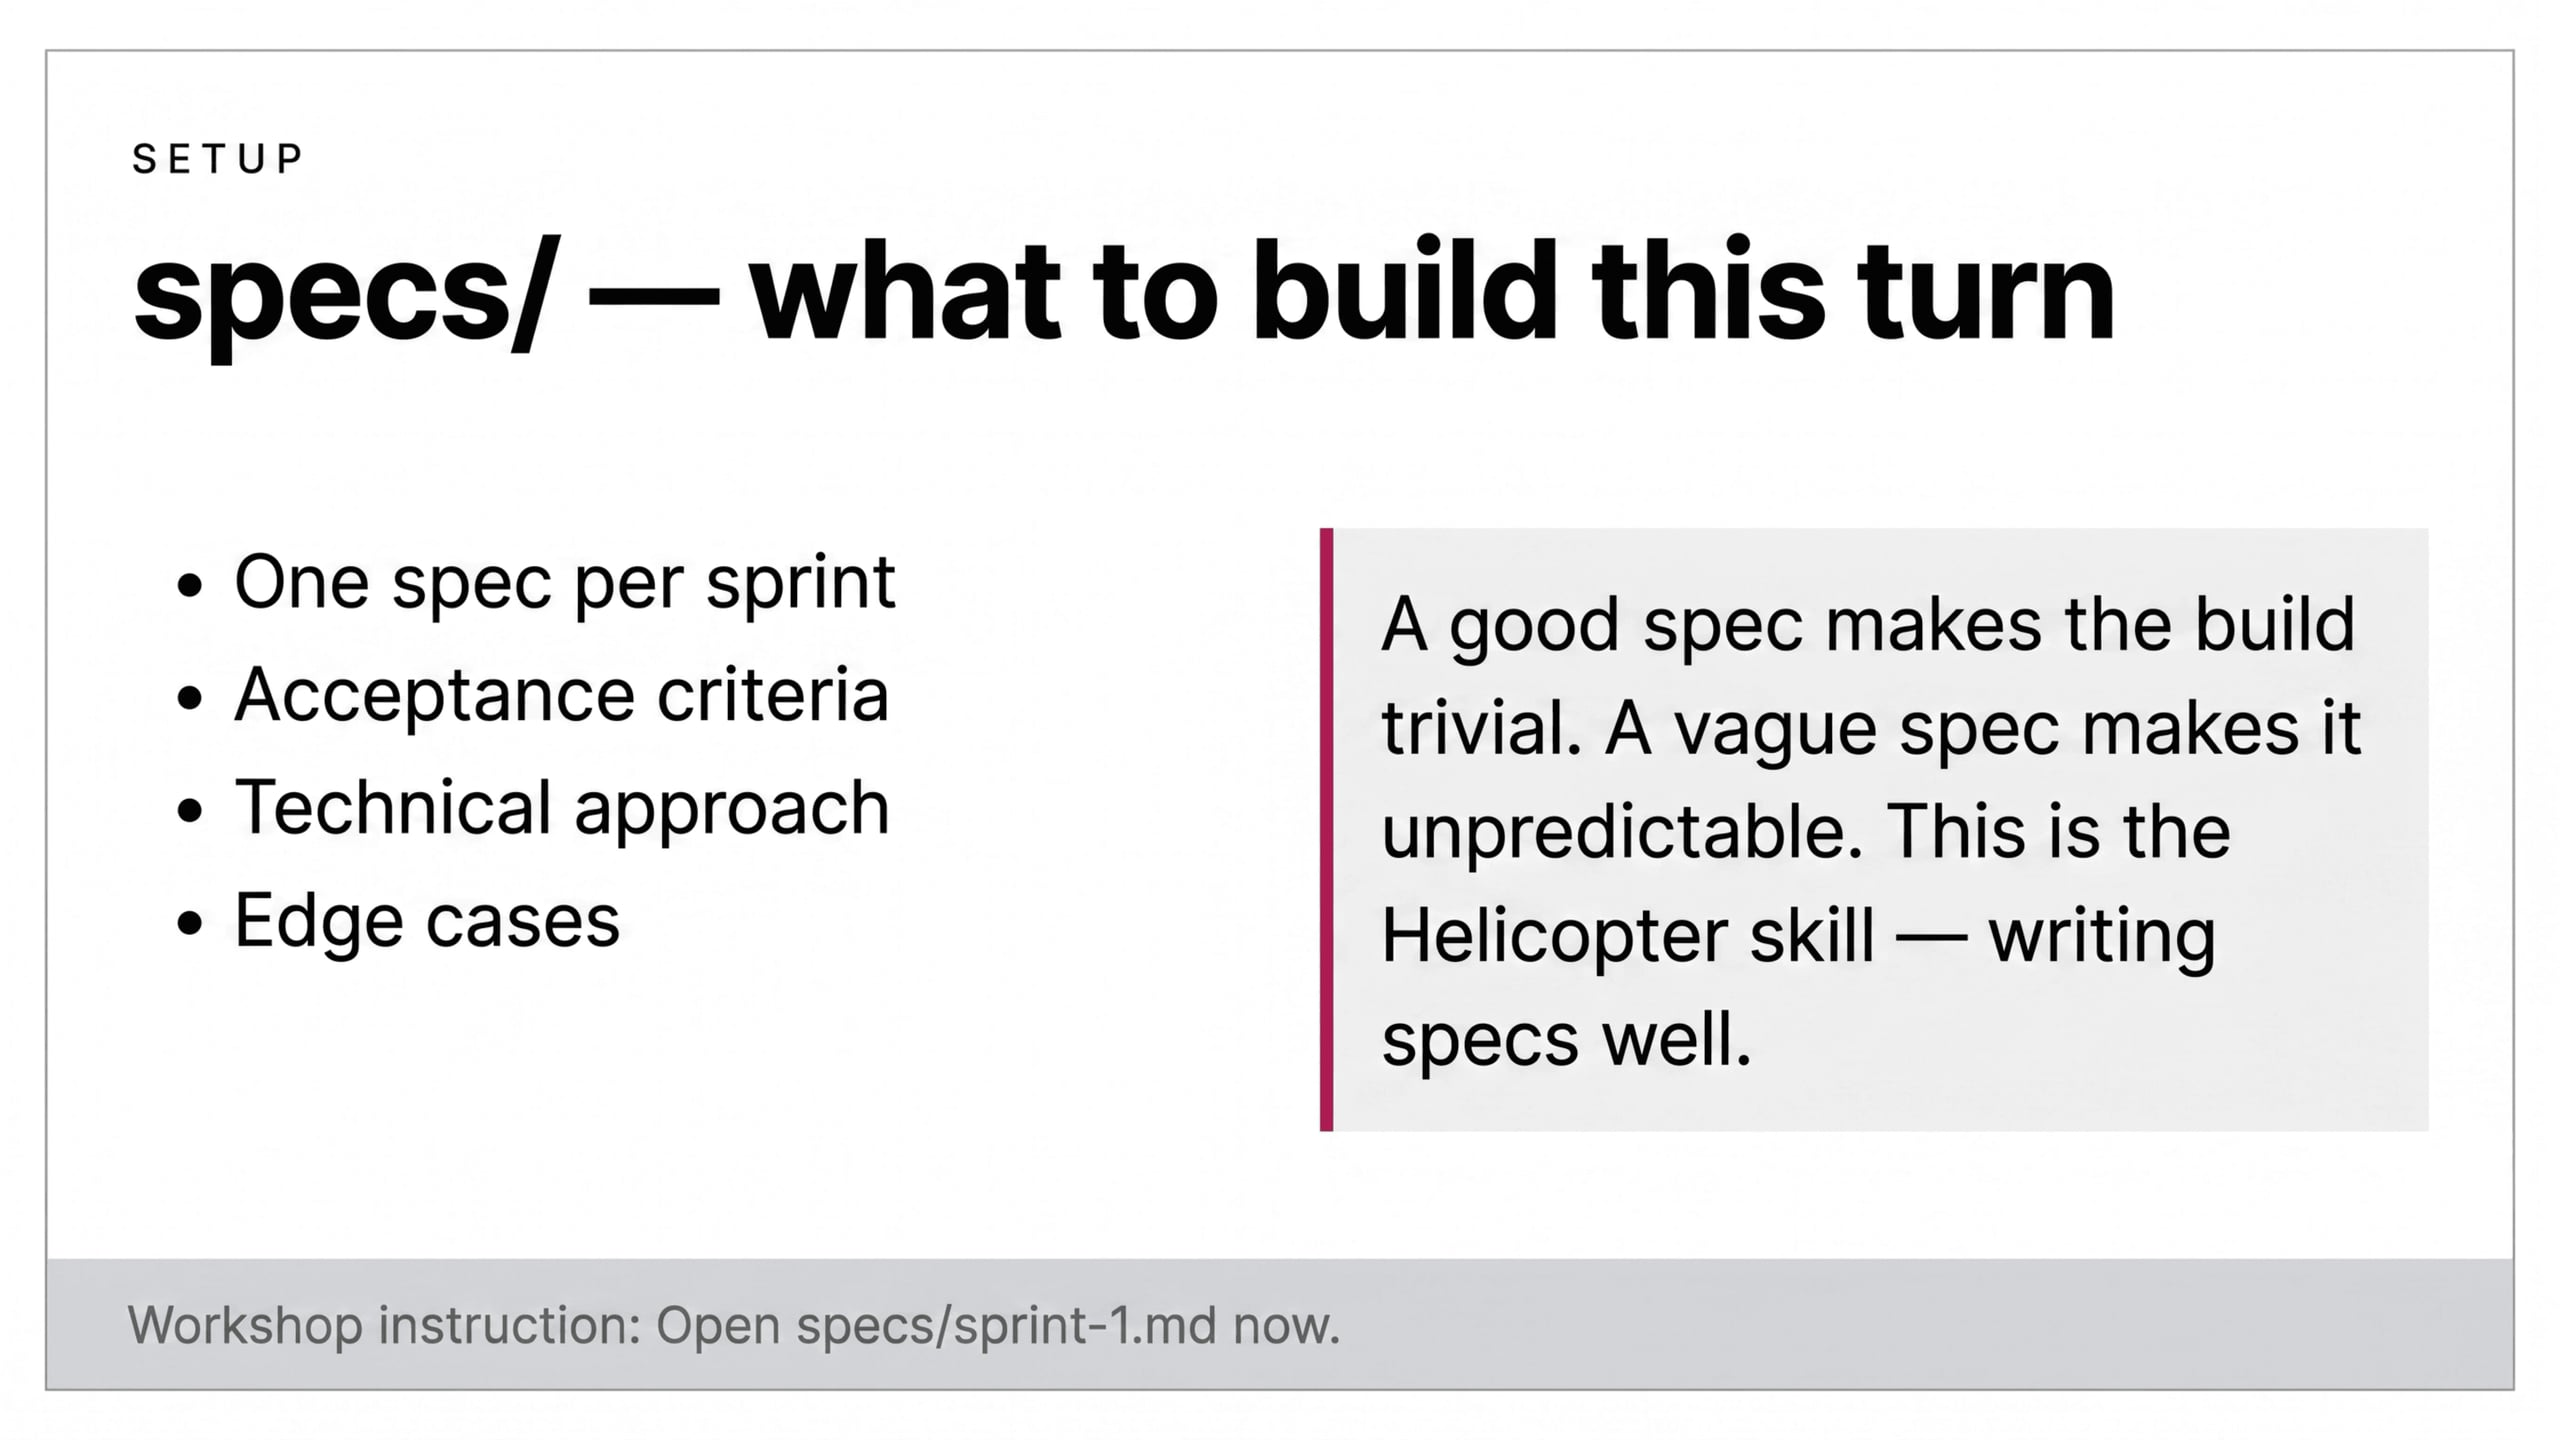 SETUP
specs/ — what to build this turn
• One spec per sprint
• Acceptance criteria
• Technical approach
• Edge cases
A good spec makes the build
trivial. A vague spec makes it
unpredictable. This is the
Helicopter skill — writing
specs well.
Workshop instruction: Open specs/sprint-1.md now.